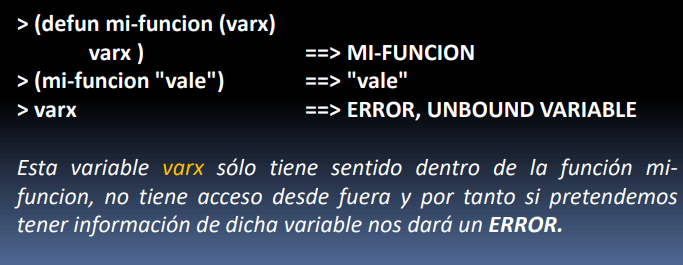 > (defun mi-funcion (varx)
varx ) ==> MI-FUNCION
> (mi-funcion "vale") ==> "vale"
> varx ==> ERROR, UNBOUND VARIABLE
Esta variable varx sólo tiene sentido dentro de la función mi-
funcion, no tiene acceso desde fuera y por tanto si pretendemos
tener información de dicha variable nos dará un ERROR.